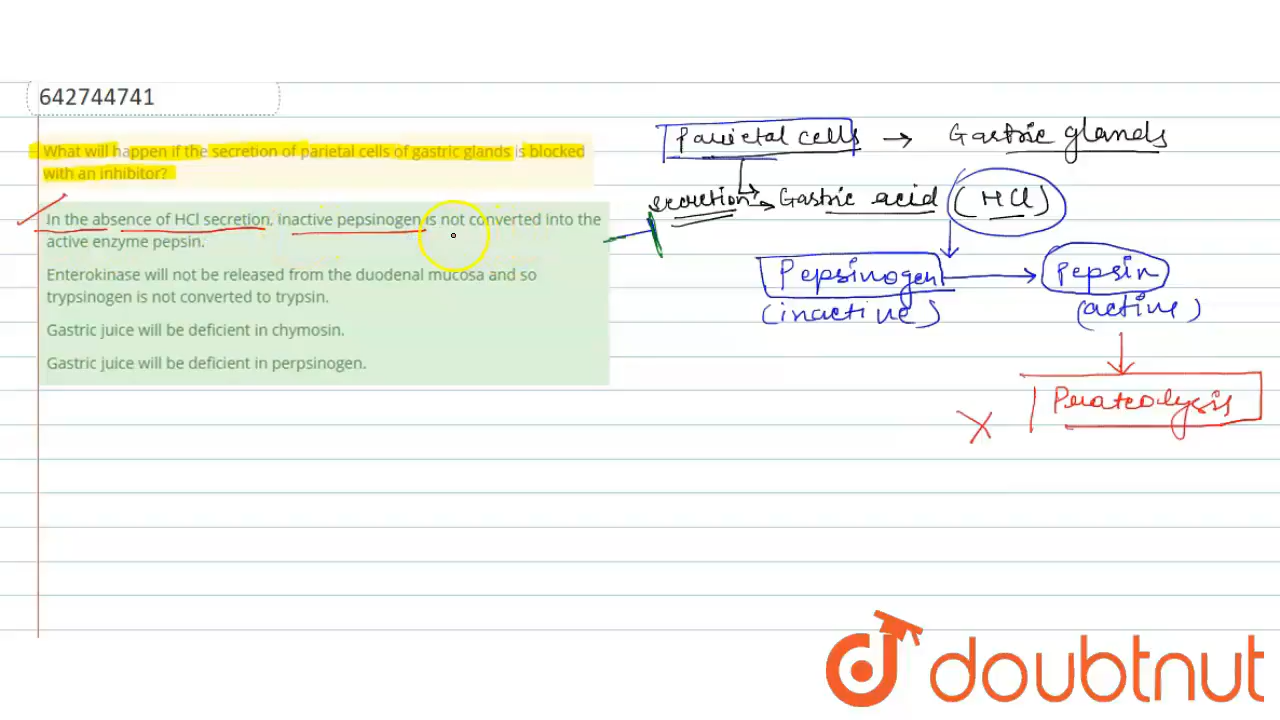 642744741
What will happen if the secretion of parietal cells of gastric glands is blocked
with an inhibitor?
In the absence of HCl secretion, inactive pepsinogen is not converted into the
active enzyme pepsin.
Enterokinase will not be released from the duodenal mucosa and so
trypsinogen is not converted to trypsin.
Gastric juice will be deficient in chymosin.
Gastric juice will be deficient in perpsinogen.
Parietal cells → Gastric glands
secretion → Gastric acid (HCl)
Pepsinogen → Pepsin
(inactive) (active)
Proteolysis
doubtnut